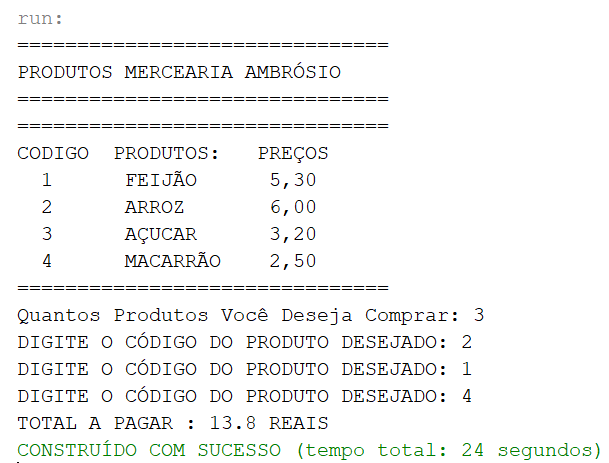 run:
===============================
PRODUTOS MERCEARIA AMBRÓSIO
===============================
===============================
CODIGO  PRODUTOS:   PREÇOS
  1      FEIJÃO      5,30
  2      ARROZ       6,00
  3      AÇUCAR      3,20
  4      MACARRÃO    2,50
===============================
Quantos Produtos Você Deseja Comprar: 3
DIGITE O CÓDIGO DO PRODUTO DESEJADO: 2
DIGITE O CÓDIGO DO PRODUTO DESEJADO: 1
DIGITE O CÓDIGO DO PRODUTO DESEJADO: 4
TOTAL A PAGAR : 13.8 REAIS
CONSTRUÍDO COM SUCESSO (tempo total: 24 segundos)